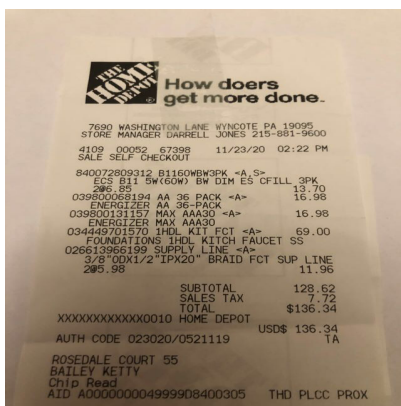 THE
HOME
DEPOT
®
How doers
get more done™
7690 WASHINGTON LANE WYNCOTE PA 19095
STORE MANAGER DARRELL JONES 215-881-9600
4109 00052 67398 11/23/20 02:22 PM
SALE SELF CHECKOUT
840072809312 B1160WBW3PK <A,S>
ECS B11 5W(60W) BW DIM ES CFILL 3PK
2@6.85 13.70
039800068194 AA 36 PACK <A> 16.98
ENERGIZER AA 36-PACK
039800131157 MAX AAA30 <A> 16.98
ENERGIZER MAX AAA30
034449701570 1HDL KIT FCT <A> 69.00
FOUNDATIONS 1HDL KITCH FAUCET SS
026613966199 SUPPLY LINE <A>
3/8"ODX1/2"IPX20" BRAID FCT SUP LINE
2@5.98 11.96
SUBTOTAL 128.62
SALES TAX 7.72
TOTAL $136.34
XXXXXXXXXXXX0010 HOME DEPOT
USD$ 136.34
AUTH CODE 023020/0521119 TA
ROSEDALE COURT 55
BAILEY KETTY
Chip Read
AID A0000000049999D8400305 THD PLCC PROX